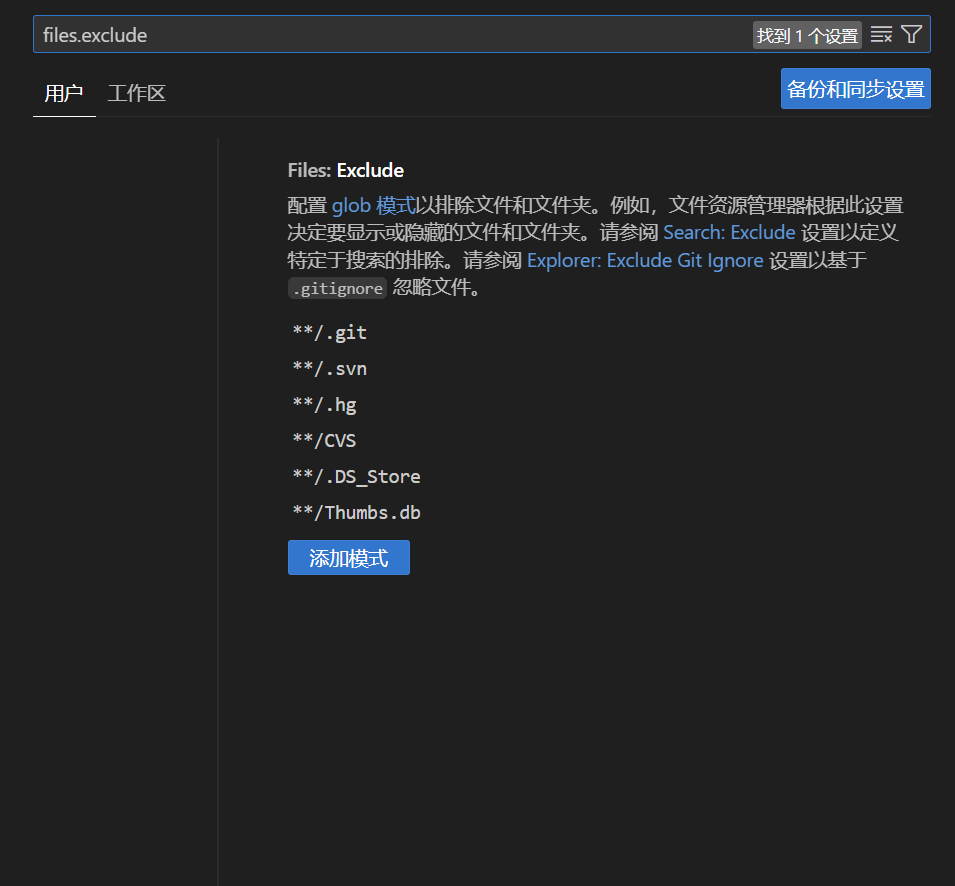 files.exclude
找到 1 个设置
用户
工作区
备份和同步设置
Files: Exclude
配置 glob 模式以排除文件和文件夹。例如，文件资源管理器根据此设置
决定要显示或隐藏的文件和文件夹。请参阅 Search: Exclude 设置以定义
特定于搜索的排除。请参阅 Explorer: Exclude Git Ignore 设置以基于
.gitignore 忽略文件。
**/.git
**/.svn
**/.hg
**/CVS
**/.DS_Store
**/Thumbs.db
添加模式